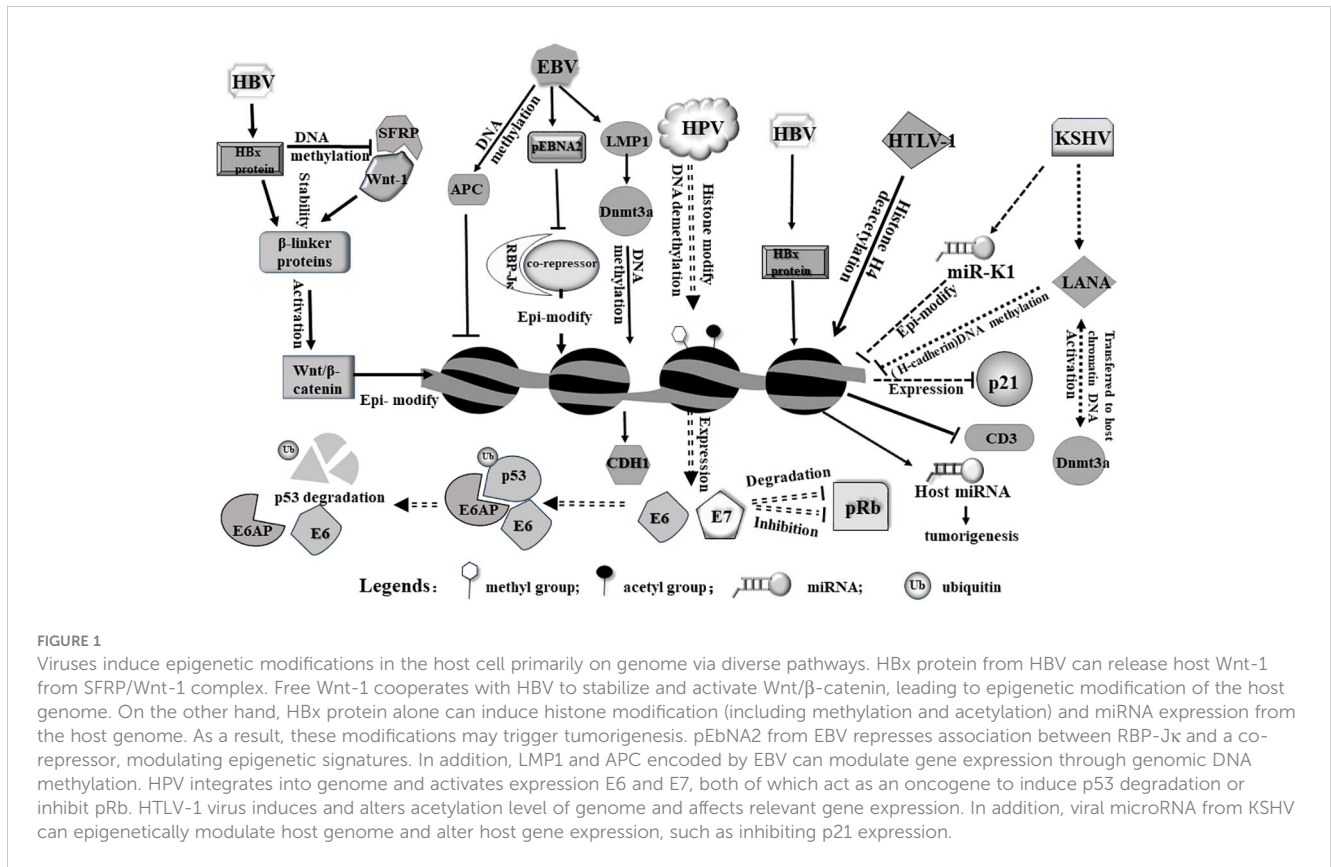 HBV
EBV
HPV
HBV
HTLV-1
KSHV
HBx
protein
DNA
methylation
SFRP
Wnt-1
Stability
β-linker
proteins
Activation
Wnt/β-
catenin
Epi- modify
DNA
methylation
APC
pEBNA2
RBP-Jκ
co-repressor
Epi-modify
LMP1
Dnmt3a
DNA
methylation
DNA demethylation
Histone modify
HBx
protein
Histone H4
deacetylation
miR-K1
Epi-modify
LANA
( H-cadherin)DNA methylation
Expression
p21
Activation
Transferred to host
chromatin DNA
Dnmt3a
CD3
Host miRNA
tumorigenesis
CDH1
Expression
E6
E7
Degradation
Inhibition
pRb
Ub
p53
E6AP
E6
Ub
p53 degradation
E6AP
E6
Legends:
methyl group;
acetyl group;
miRNA;
Ub
ubiquitin
FIGURE 1
Viruses induce epigenetic modifications in the host cell primarily on genome via diverse pathways. HBx protein from HBV can release host Wnt-1
from SFRP/Wnt-1 complex. Free Wnt-1 cooperates with HBV to stabilize and activate Wnt/β-catenin, leading to epigenetic modification of the host
genome. On the other hand, HBx protein alone can induce histone modification (including methylation and acetylation) and miRNA expression from
the host genome. As a result, these modifications may trigger tumorigenesis. pEbNA2 from EBV represses association between RBP-Jκ and a co-
repressor, modulating epigenetic signatures. In addition, LMP1 and APC encoded by EBV can modulate gene expression through genomic DNA
methylation. HPV integrates into genome and activates expression E6 and E7, both of which act as an oncogene to induce p53 degradation or
inhibit pRb. HTLV-1 virus induces and alters acetylation level of genome and affects relevant gene expression. In addition, viral microRNA from KSHV
can epigenetically modulate host genome and alter host gene expression, such as inhibiting p21 expression.